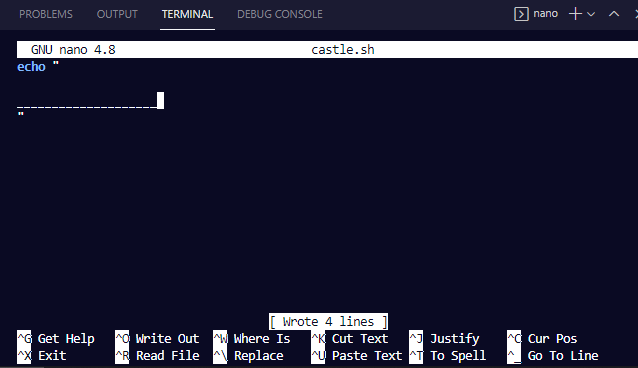 PROBLEMS OUTPUT TERMINAL DEBUG CONSOLE nano
GNU nano 4.8 castle.sh
echo "
____________________
"
[ Wrote 4 lines ]
^G Get Help ^O Write Out ^W Where Is ^K Cut Text ^J Justify ^C Cur Pos
^X Exit ^R Read File ^\ Replace ^U Paste Text ^T To Spell ^_ Go To Line